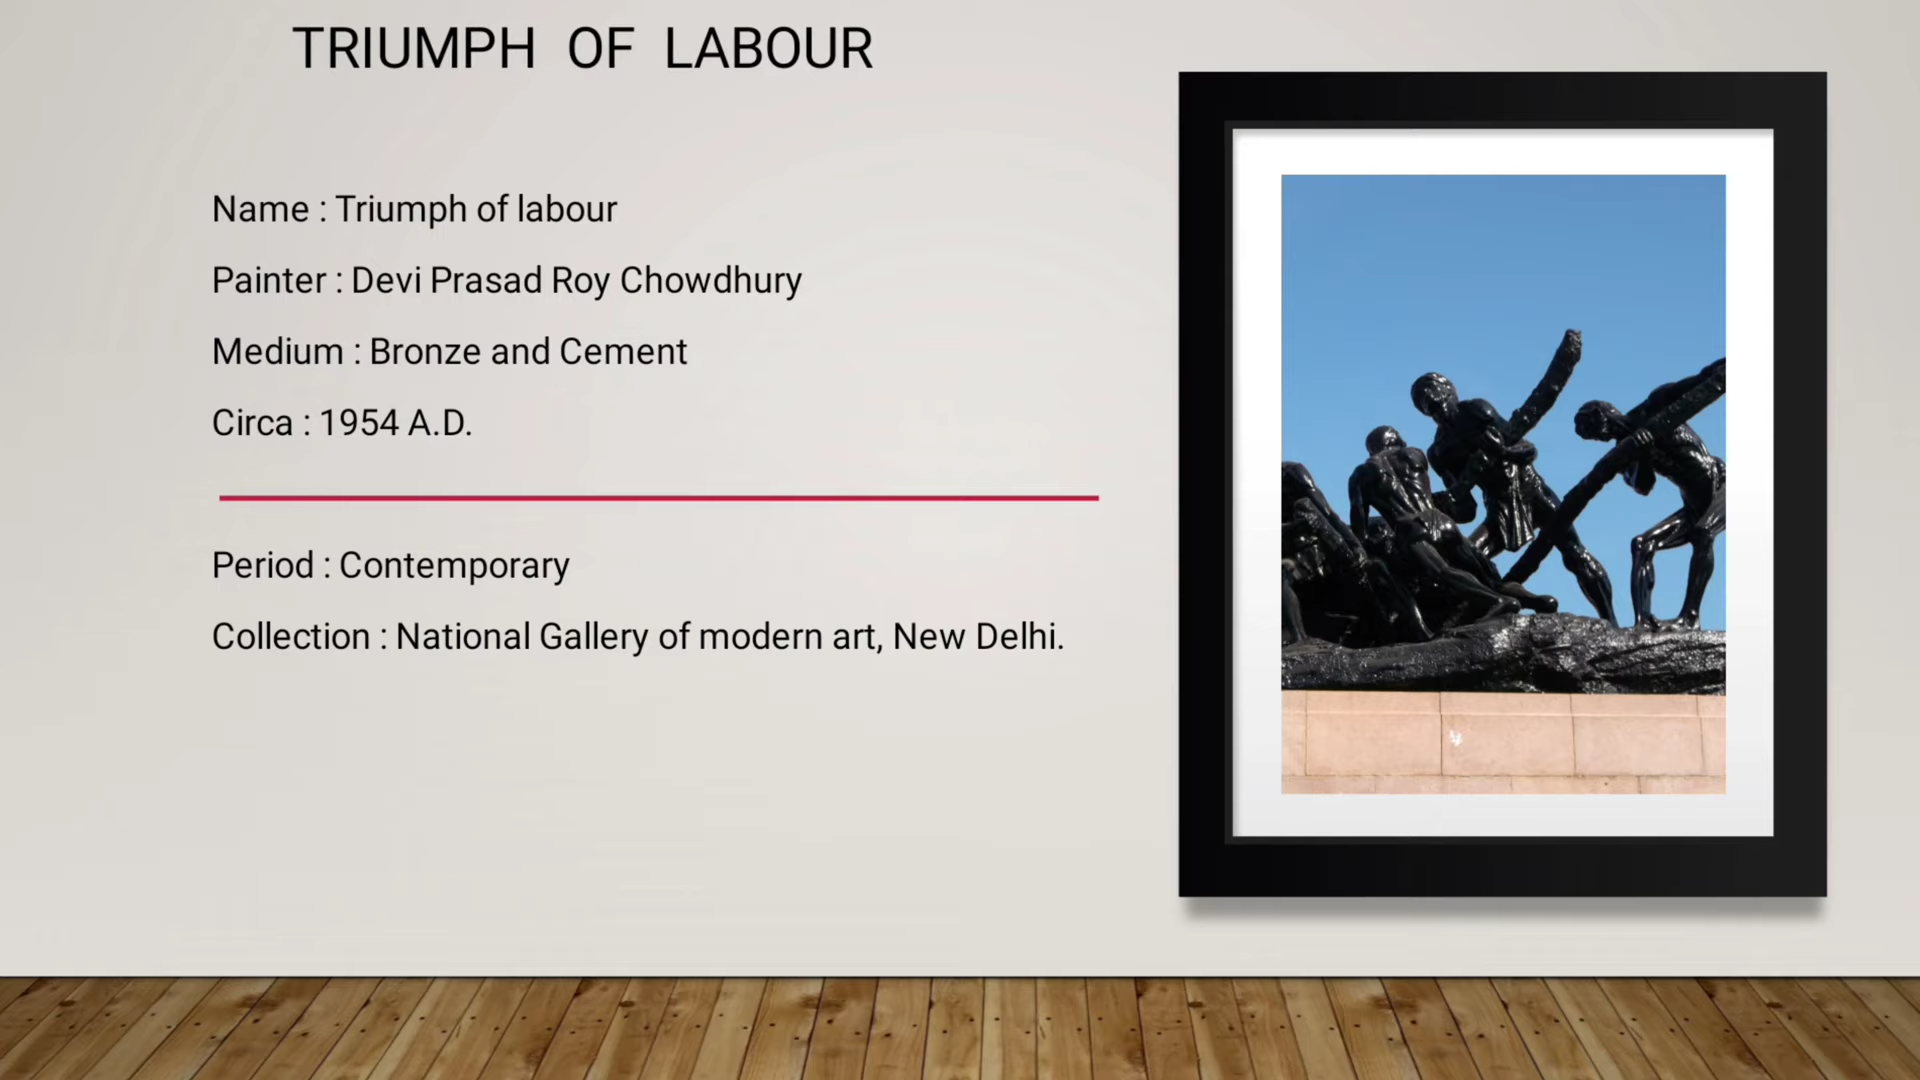 TRIUMPH OF LABOUR
Name : Triumph of labour
Painter : Devi Prasad Roy Chowdhury
Medium : Bronze and Cement
Circa : 1954 A.D.
Period : Contemporary
Collection : National Gallery of modern art, New Delhi.